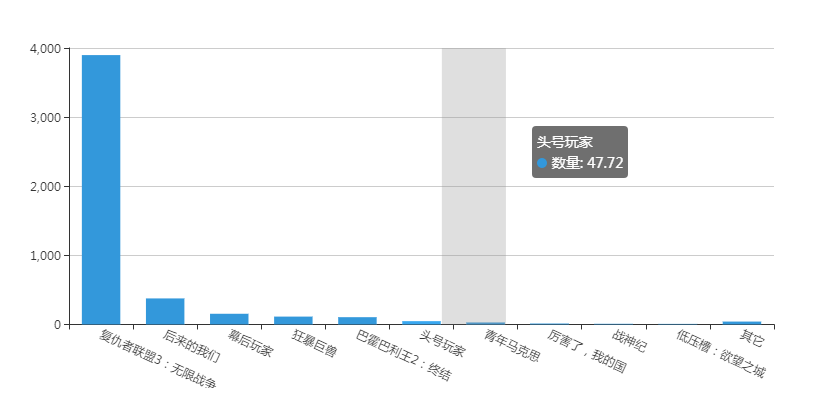 4,000
3,000
2,000
1,000
0
头号玩家
数量: 47.72
复仇者联盟3：无限战争
后来的我们
幕后玩家
狂暴巨兽
巴霍巴利王2：终结
头号玩家
青年马克思
厉害了，我的国
战神纪
低压槽：欲望之城
其它